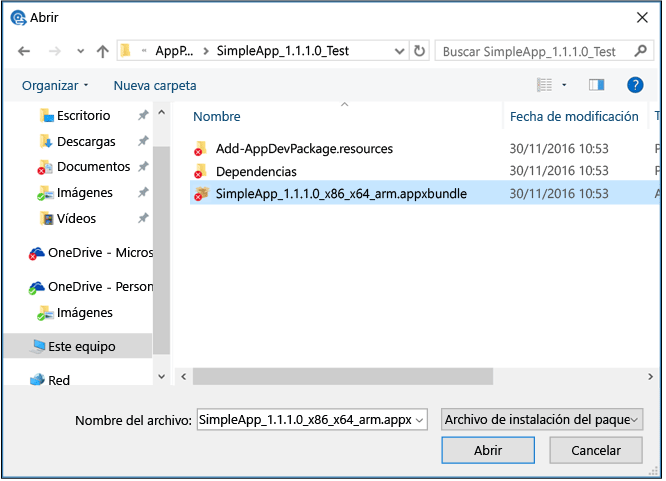 Abrir
AppP... SimpleApp_1.1.1.0_Test Buscar SimpleApp_1.1.1.0_Test
Organizar Nueva carpeta
Nombre Fecha de modificación T
Escritorio
Descargas
Documentos
Imágenes
Vídeos
OneDrive - Micros
OneDrive - Person
Imágenes
Este equipo
Red
Add-AppDevPackage.resources 30/11/2016 10:53
Dependencias 30/11/2016 10:53
SimpleApp_1.1.1.0_x86_x64_arm.appxbundle 30/11/2016 10:53
Nombre del archivo: SimpleApp_1.1.1.0_x86_x64_arm.appx Archivo de instalación del paque
Abrir Cancelar